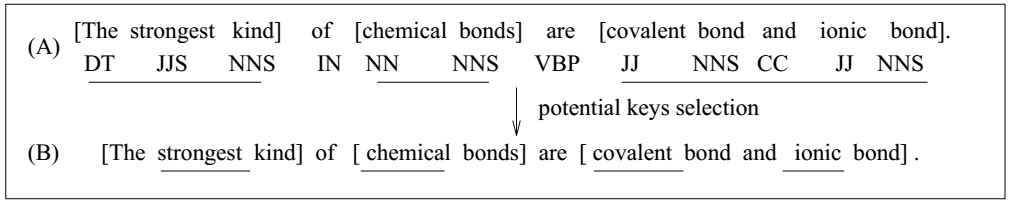 (A) [The strongest kind] of [chemical bonds] are [covalent bond and ionic bond].
DT JJS NNS IN NN NNS VBP JJ NNS CC JJ NNS
potential keys selection
(B) [The strongest kind] of [ chemical bonds] are [ covalent bond and ionic bond] .